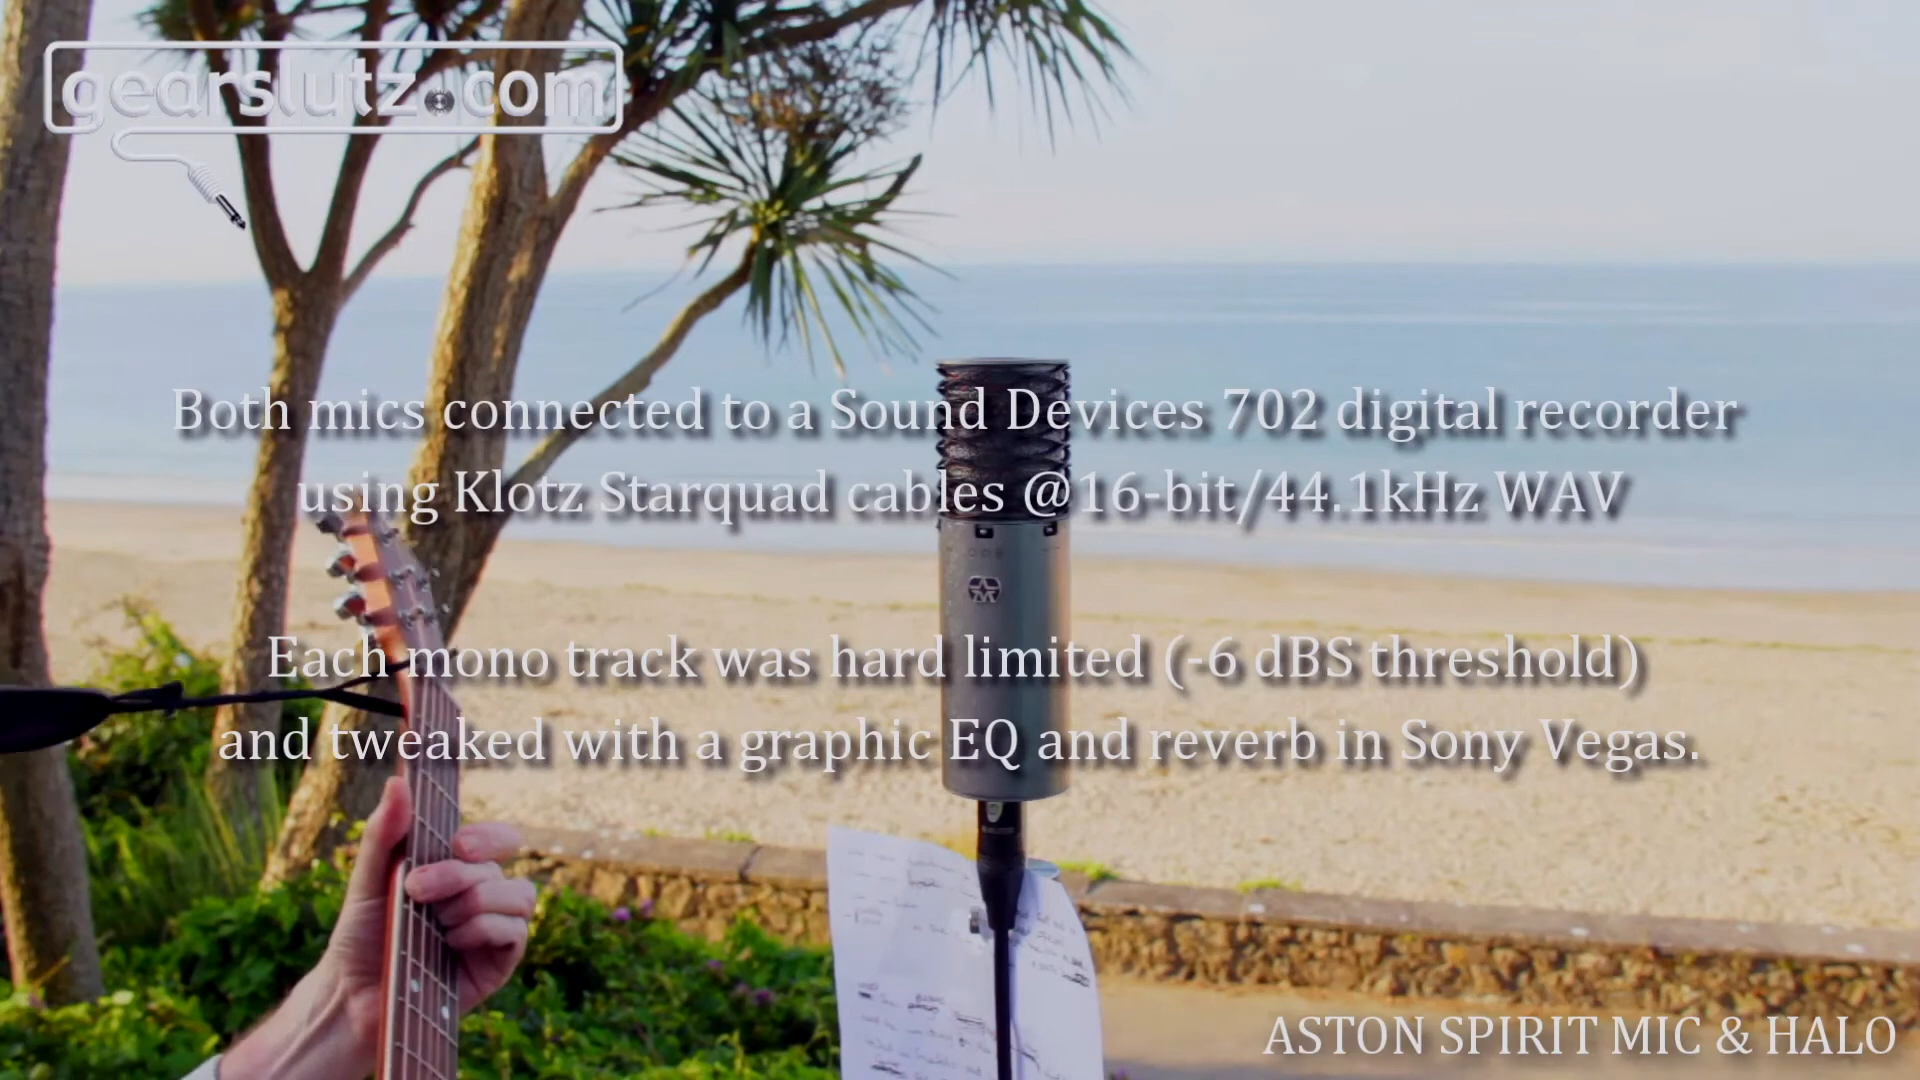 gearslutz.com
Both mics connected to a Sound Devices 702 digital recorder
using Klotz Starquad cables @16-bit/44.1kHz WAV
Each mono track was hard limited (-6 dBS threshold)
and tweaked with a graphic EQ and reverb in Sony Vegas.
ASTON SPIRIT MIC & HALO